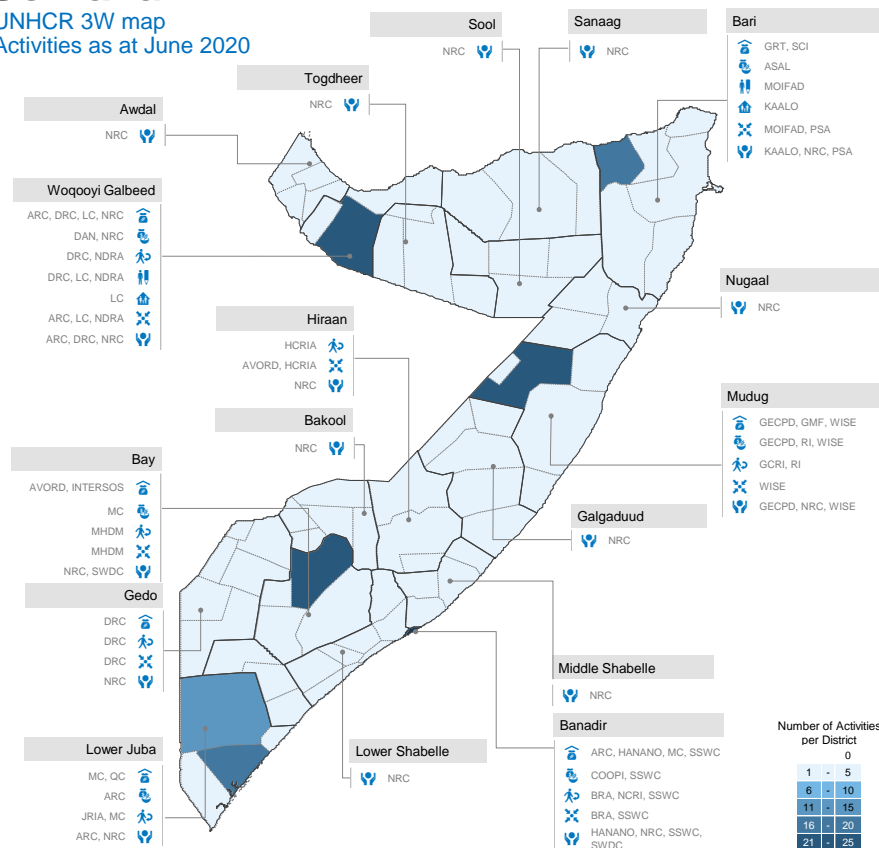 UNHCR 3W map
Activities as at June 2020
Sool
NRC
Sanaag
NRC
Bari
GRT, SCI
ASAL
MOIFAD
KAALO
MOIFAD, PSA
KAALO, NRC, PSA
Togdheer
NRC
Awdal
NRC
Woqooyi Galbeed
ARC, DRC, LC, NRC
DAN, NRC
DRC, NDRA
DRC, LC, NDRA
LC
ARC, LC, NDRA
ARC, DRC, NRC
Nugaal
NRC
Hiraan
HCRIA
AVORD, HCRIA
NRC
Mudug
GECPD, GMF, WISE
GECPD, RI, WISE
GCRI, RI
WISE
GECPD, NRC, WISE
Bakool
NRC
Bay
AVORD, INTERSOS
MC
MHDM
MHDM
NRC, SWDC
Galgaduud
NRC
Gedo
DRC
DRC
DRC
NRC
Middle Shabelle
NRC
Banadir
ARC, HANANO, MC, SSWC
COOPI, SSWC
BRA, NCRI, SSWC
BRA, SSWC
HANANO, NRC, SSWC,
SWDC
Lower Shabelle
NRC
Lower Juba
MC, QC
ARC
JRIA, MC
ARC, NRC
Number of Activities
per District
0
1 - 5
6 - 10
11 - 15
16 - 20
21 - 25